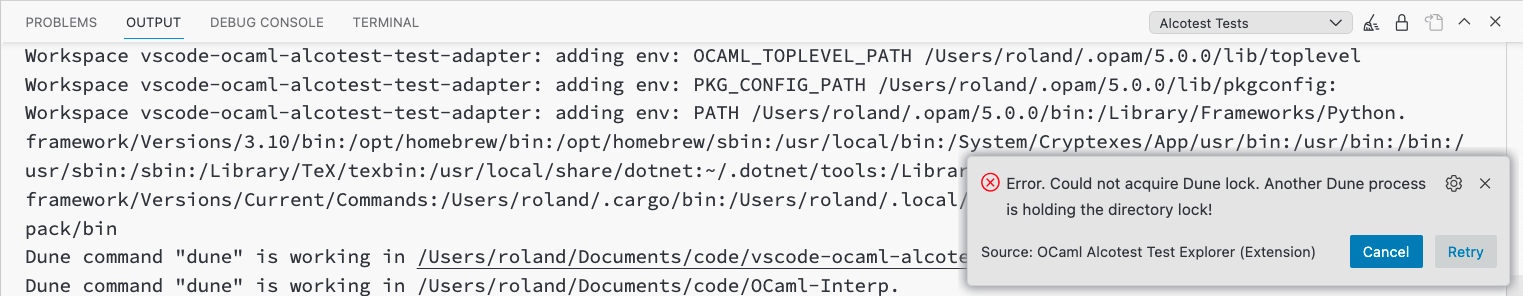 PROBLEMS OUTPUT DEBUG CONSOLE TERMINAL Alcotest Tests
Workspace vscode-ocaml-alcotest-test-adapter: adding env: OCAML_TOPLEVEL_PATH /Users/roland/.opam/5.0.0/lib/toplevel
Workspace vscode-ocaml-alcotest-test-adapter: adding env: PKG_CONFIG_PATH /Users/roland/.opam/5.0.0/lib/pkgconfig:
Workspace vscode-ocaml-alcotest-test-adapter: adding env: PATH /Users/roland/.opam/5.0.0/bin:/Library/Frameworks/Python.
framework/Versions/3.10/bin:/opt/homebrew/bin:/opt/homebrew/sbin:/usr/local/bin:/System/Cryptexes/App/usr/bin:/usr/bin:/bin:/
usr/sbin:/sbin:/Library/TeX/texbin:/usr/local/share/dotnet:~/.dotnet/tools:/Librar
framework/Versions/Current/Commands:/Users/roland/.cargo/bin:/Users/roland/.local/
pack/bin
Dune command "dune" is working in /Users/roland/Documents/code/vscode-ocaml-alcote
Dune command "dune" is working in /Users/roland/Documents/code/OCaml-Interp.
Error. Could not acquire Dune lock. Another Dune process
is holding the directory lock!
Source: OCaml Alcotest Test Explorer (Extension) Cancel Retry